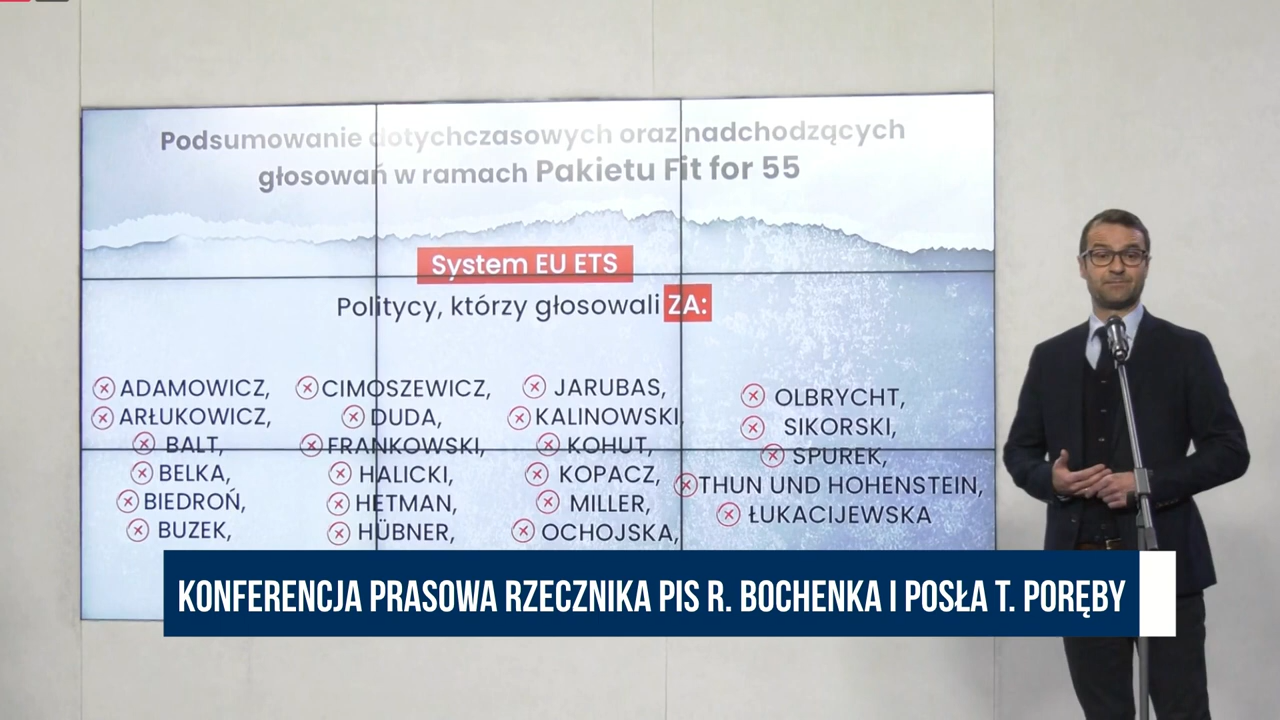 Podsumowanie dotychczasowych oraz nadchodzących
głosowań w ramach Pakietu Fit for 55
System EU ETS
Politycy, którzy głosowali ZA:
ADAMOWICZ,
ARŁUKOWICZ,
BALT,
BELKA,
BIEDROŃ,
BUZEK,
CIMOSZEWICZ,
DUDA,
FRANKOWSKI,
HALICKI,
HETMAN,
HÜBNER,
JARUBAS,
KALINOWSKI,
KOHUT,
KOPACZ,
MILLER,
OCHOJSKA,
OLBRYCHT,
SIKORSKI,
SPUREK,
THUN UND HOHENSTEIN,
ŁUKACIJEWSKA
KONFERENCJA PRASOWA RZECZNIKA PIS R. BOCHENKA I POSŁA T. PORĘBY